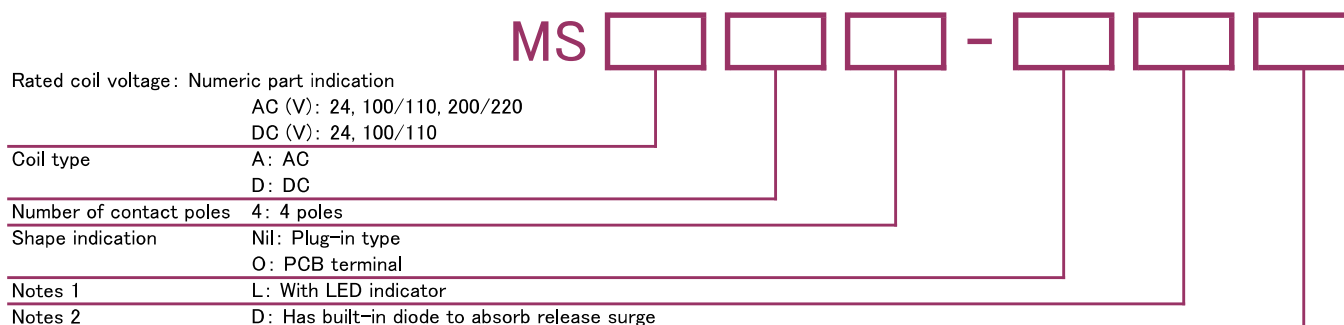 MS -
Rated coil voltage: Numeric part indication
AC (V): 24, 100/110, 200/220
DC (V): 24, 100/110
Coil type A: AC
D: DC
Number of contact poles 4: 4 poles
Shape indication Nil: Plug-in type
O: PCB terminal
Notes 1 L: With LED indicator
Notes 2 D: Has built-in diode to absorb release surge